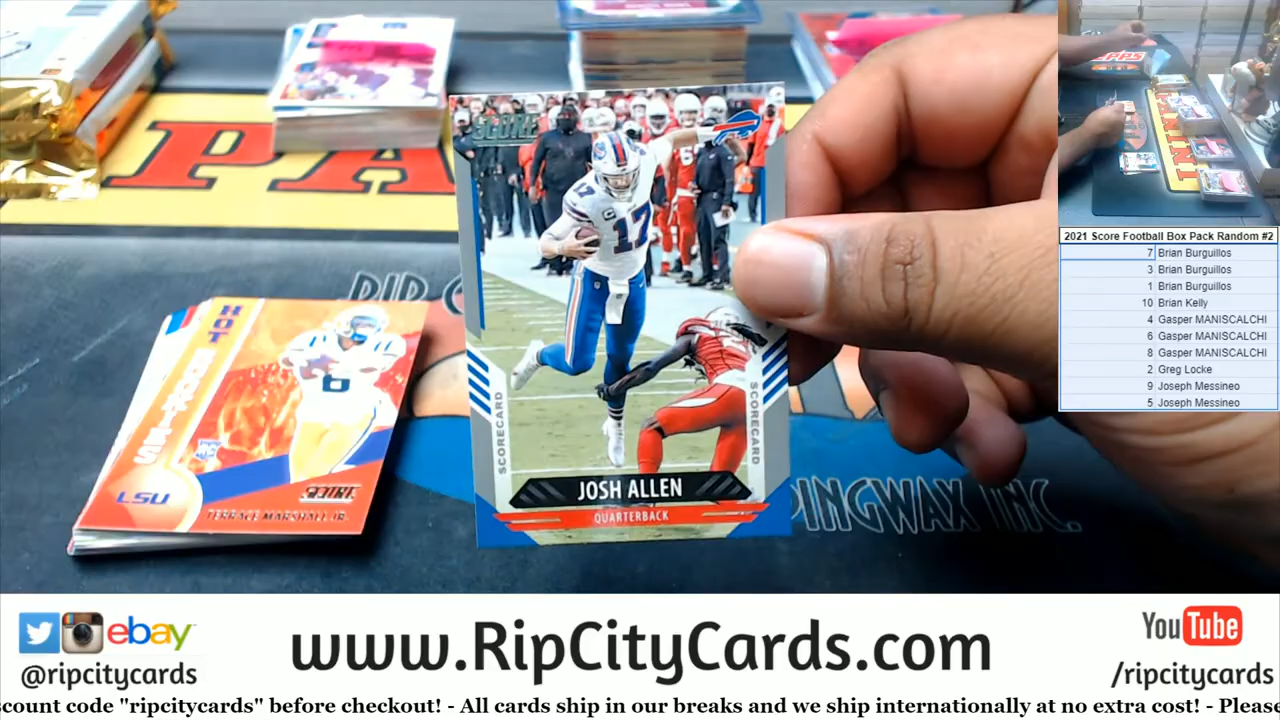 PA
SCORE
17
17
JOSH ALLEN
QUARTERBACK
SCORECARD
SCORECARD
HOT
6
LSU
SCORE
TERRACE MARSHALL JR.
RIP C
PPINGWAX INC.
PANINI
2021 Score Football Box Pack Random #2
7 Brian Burguillos
3 Brian Burguillos
1 Brian Burguillos
10 Brian Kelly
4 Gasper MANISCALCHI
6 Gasper MANISCALCHI
8 Gasper MANISCALCHI
2 Greg Locke
9 Joseph Messineo
5 Joseph Messineo
ebay
@ripcitycards
www.RipCityCards.com
YouTube
/ripcitycards
scount code "ripcitycards" before checkout! - All cards ship in our breaks and we ship internationally at no extra cost! - Please